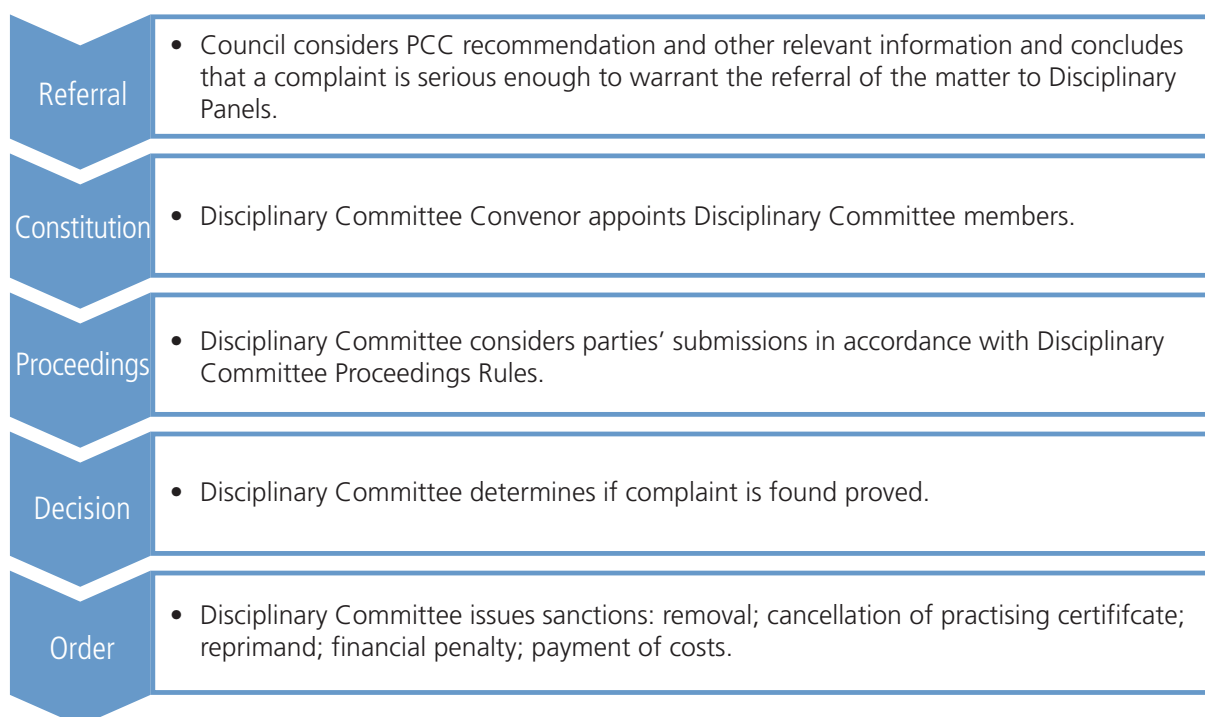 Referral
• Council considers PCC recommendation and other relevant information and concludes
that a complaint is serious enough to warrant the referral of the matter to Disciplinary
Panels.
Constitution
• Disciplinary Committee Convenor appoints Disciplinary Committee members.
Proceedings
• Disciplinary Committee considers parties’ submissions in accordance with Disciplinary
Committee Proceedings Rules.
Decision
• Disciplinary Committee determines if complaint is found proved.
Order
• Disciplinary Committee issues sanctions: removal; cancellation of practising certififcate;
reprimand; financial penalty; payment of costs.